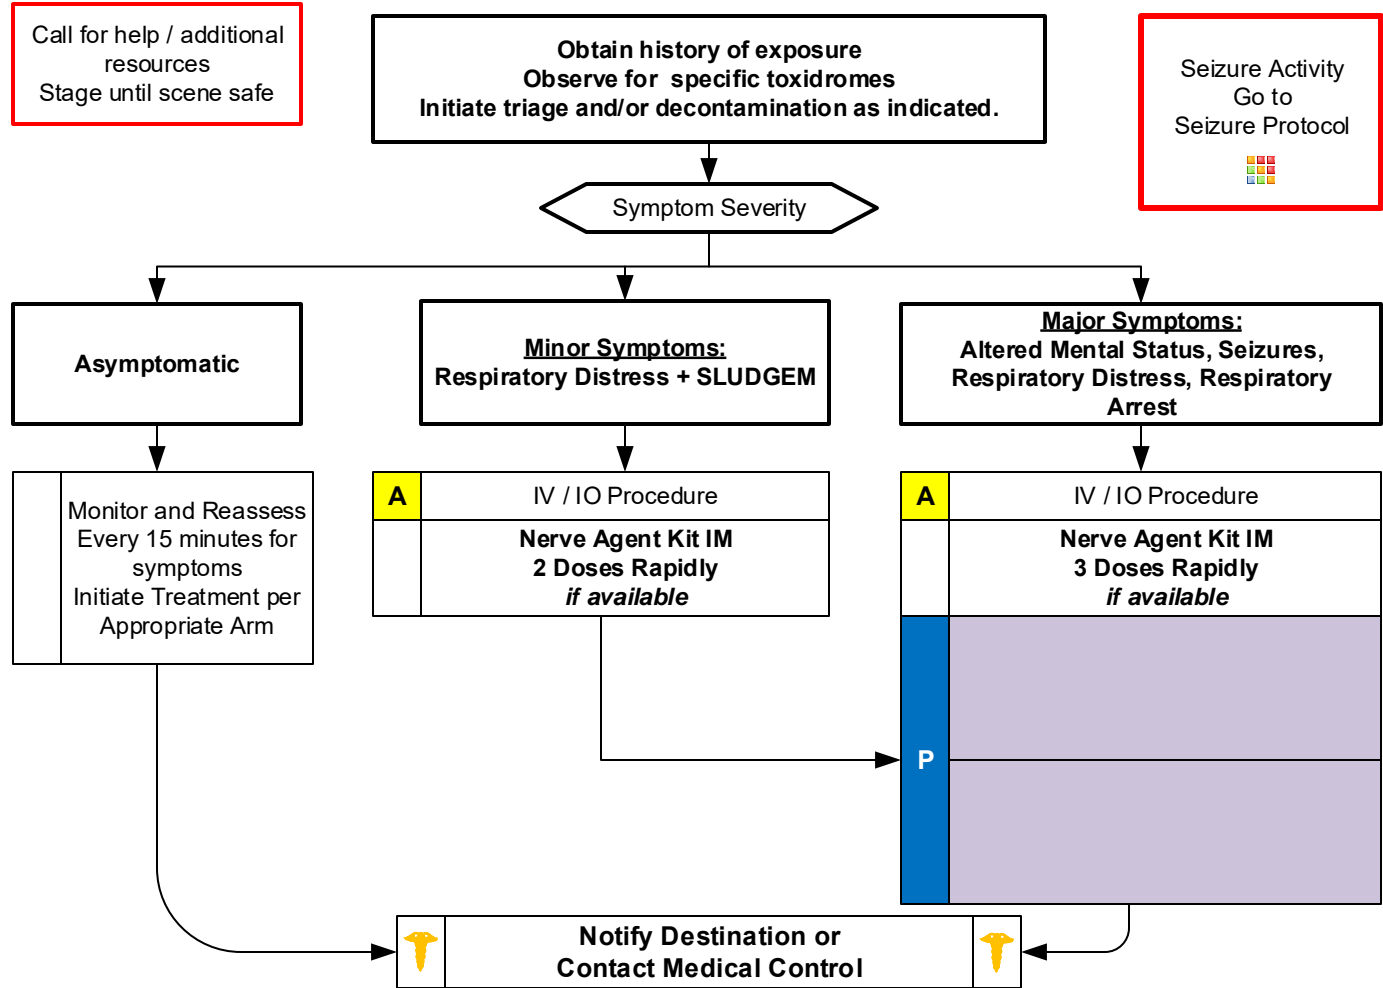 Call for help / additional
resources
Stage until scene safe
Obtain history of exposure
Observe for specific toxidromes
Initiate triage and/or decontamination as indicated.
Seizure Activity
Go to
Seizure Protocol
Symptom Severity
Asymptomatic
Minor Symptoms:
Respiratory Distress + SLUDGEM
Major Symptoms:
Altered Mental Status, Seizures,
Respiratory Distress, Respiratory
Arrest
Monitor and Reassess
Every 15 minutes for
symptoms
Initiate Treatment per
Appropriate Arm
A
IV / IO Procedure
Nerve Agent Kit IM
2 Doses Rapidly
if available
A
IV / IO Procedure
Nerve Agent Kit IM
3 Doses Rapidly
if available
P
Notify Destination or
Contact Medical Control